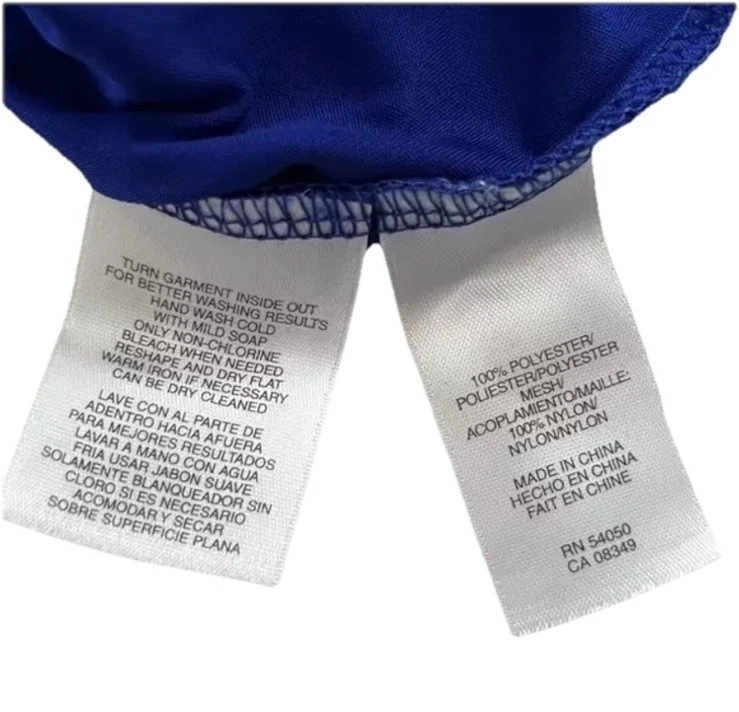 TURN GARMENT INSIDE OUT
FOR BETTER WASHING RESULTS
HAND WASH COLD
WITH MILD SOAP
ONLY NON-CHLORINE
BLEACH WHEN NEEDED
RESHAPE AND DRY FLAT
WARM IRON IF NECESSARY
CAN BE DRY CLEANED
LAVE CON AL PARTE DE
ADENTRO HACIA AFUERA
PARA MEJORES RESULTADOS
LAVAR A MANO CON AGUA
FRIA USAR JABON SUAVE
SOLAMENTE BLANQUEADOR SIN
CLORO SI ES NECESARIO
ACOMODAR Y SECAR
SOBRE SUPERFICIE PLANA
100% POLYESTER/
POLIESTER/POLYESTER
MESH/
ACOPLAMIENTO/MAILLE:
100% NYLON/
NYLON/NYLON
MADE IN CHINA
HECHO EN CHINA
FAIT EN CHINE
RN 54050
CA 08349